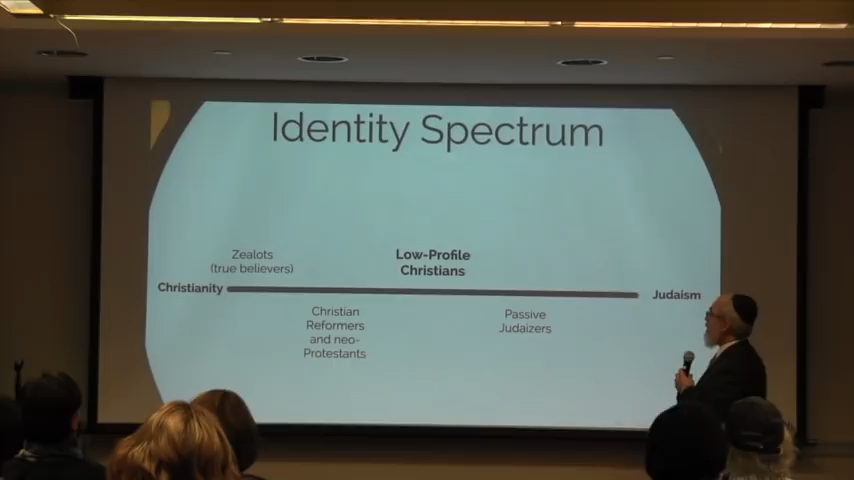 Identity Spectrum
Zealots
(true believers)
Low-Profile
Christians
Christianity
Judaism
Christian
Reformers
and neo-
Protestants
Passive
Judaizers